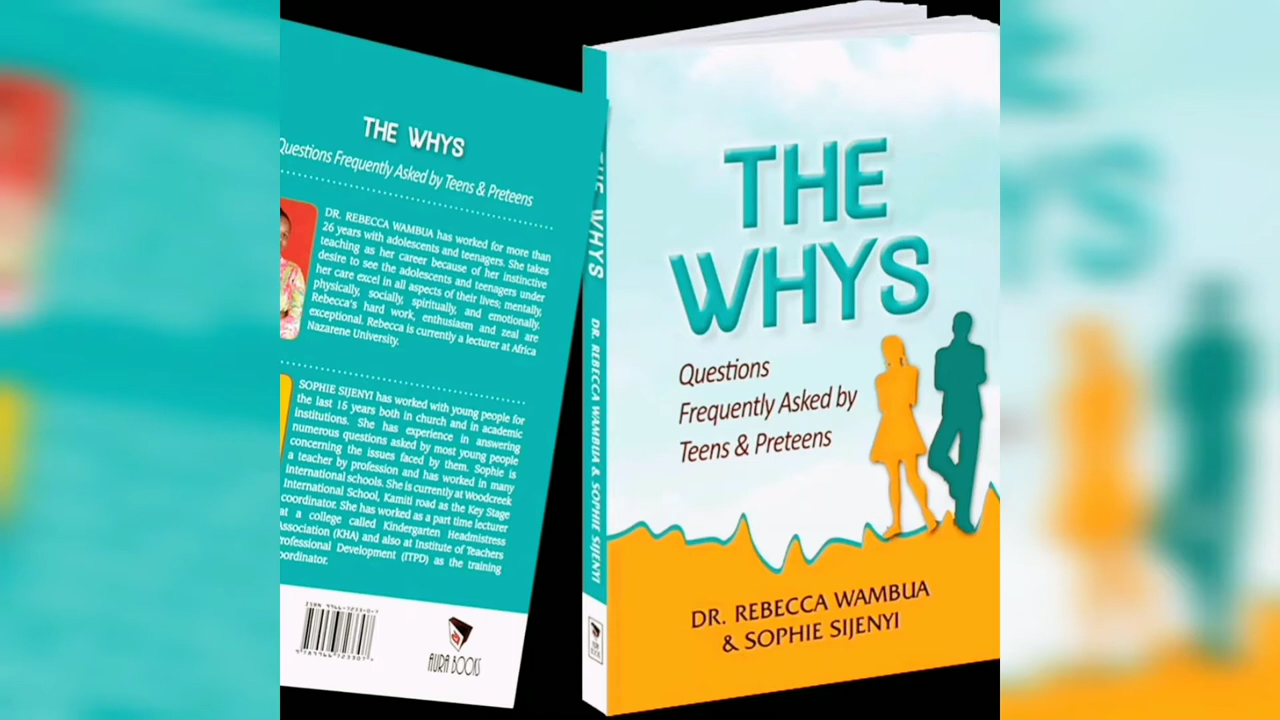 THE WHYS
Questions Frequently Asked by Teens & Preteens
DR. REBECCA WAMBUA has worked for more than
26 years with adolescents and teenagers. She takes
teaching as her career because of her instinctive
desire to see the adolescents and teenagers under
her care excel in all aspects of their lives; mentally,
physically, socially, spiritually, and emotionally.
Rebecca's hard work, enthusiasm and zeal are
exceptional. Rebecca is currently a lecturer at Africa
Nazarene University.
SOPHIE SIJENYI has worked with young people for
the last 15 years both in church and in academic
institutions. She has experience in answering
numerous questions asked by most young people
concerning the issues faced by them. Sophie is
a teacher by profession and has worked in many
international schools. She is currently at Woodcreek
International School, Kamiti road as the Key Stage
coordinator. She has worked as a part time lecturer
at a college called Kindergarten Headmistress
Association (KHA) and also at Institute of Teachers
Professional Development (ITPD) as the training
coordinator.
AURA BOOKS
THE WHYS
DR. REBECCA WAMBUA & SOPHIE SIJENYI
THE
WHYS
Questions
Frequently Asked by
Teens & Preteens
DR. REBECCA WAMBUA
& SOPHIE SIJENYI